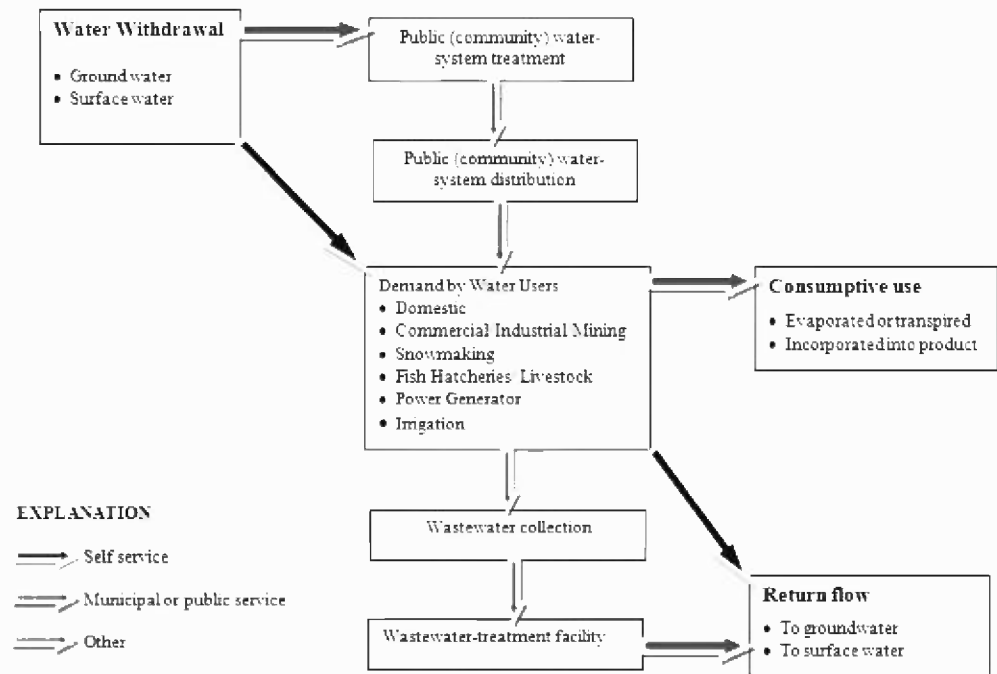 Water Withdrawal
• Ground water
• Surface water
Public (community) water-
system treatment
Public (community) water-
system distribution
Demand by Water Users
• Domestic
• Commercial Industrial Mining
• Snowmaking
• Fish Hatcheries Livestock
• Power Generator
• Irrigation
Consumptive use
• Evaporated or transpired
• Incorporated into product
Wastewater collection
Wastewater-treatment facility
Return flow
• To groundwater
• To surface water
EXPLANATION
Self service
Municipal or public service
Other